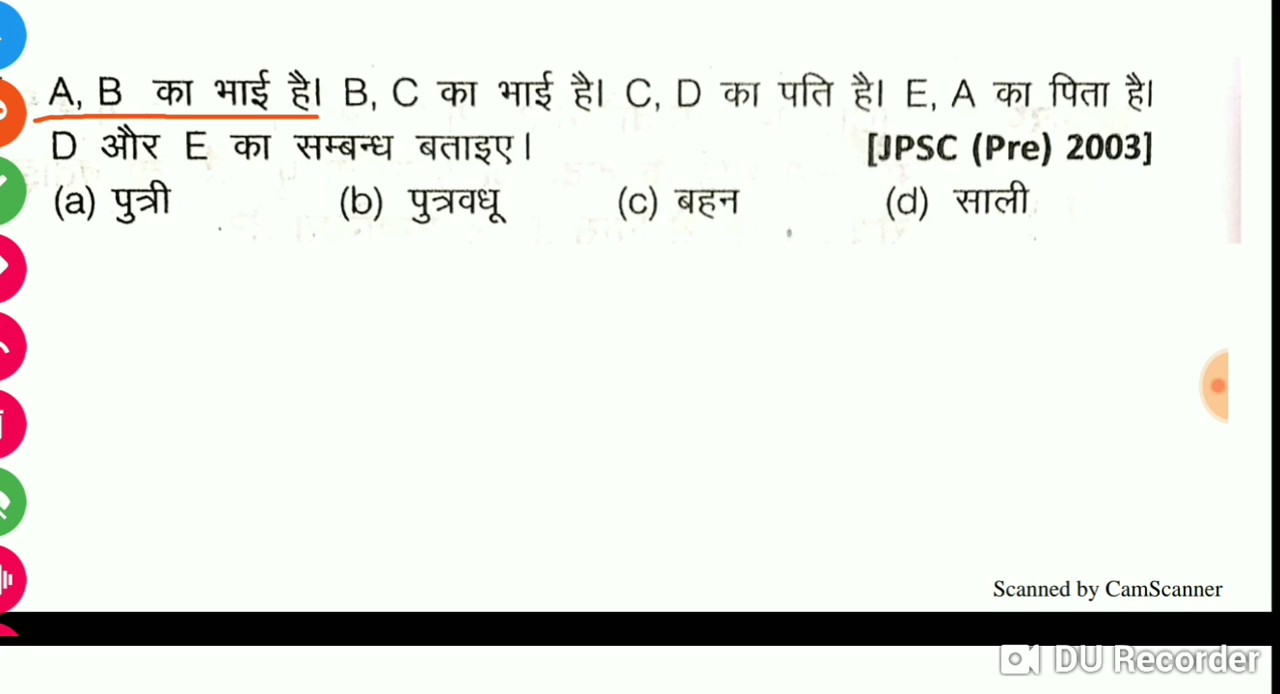 A, B का भाई है। B, C का भाई है। C, D का पति है। E, A का पिता है।
D और E का सम्बन्ध बताइए। [JPSC (Pre) 2003]
(a) पुत्री (b) पुत्रवधू (c) बहन (d) साली
Scanned by CamScanner
DU Recorder